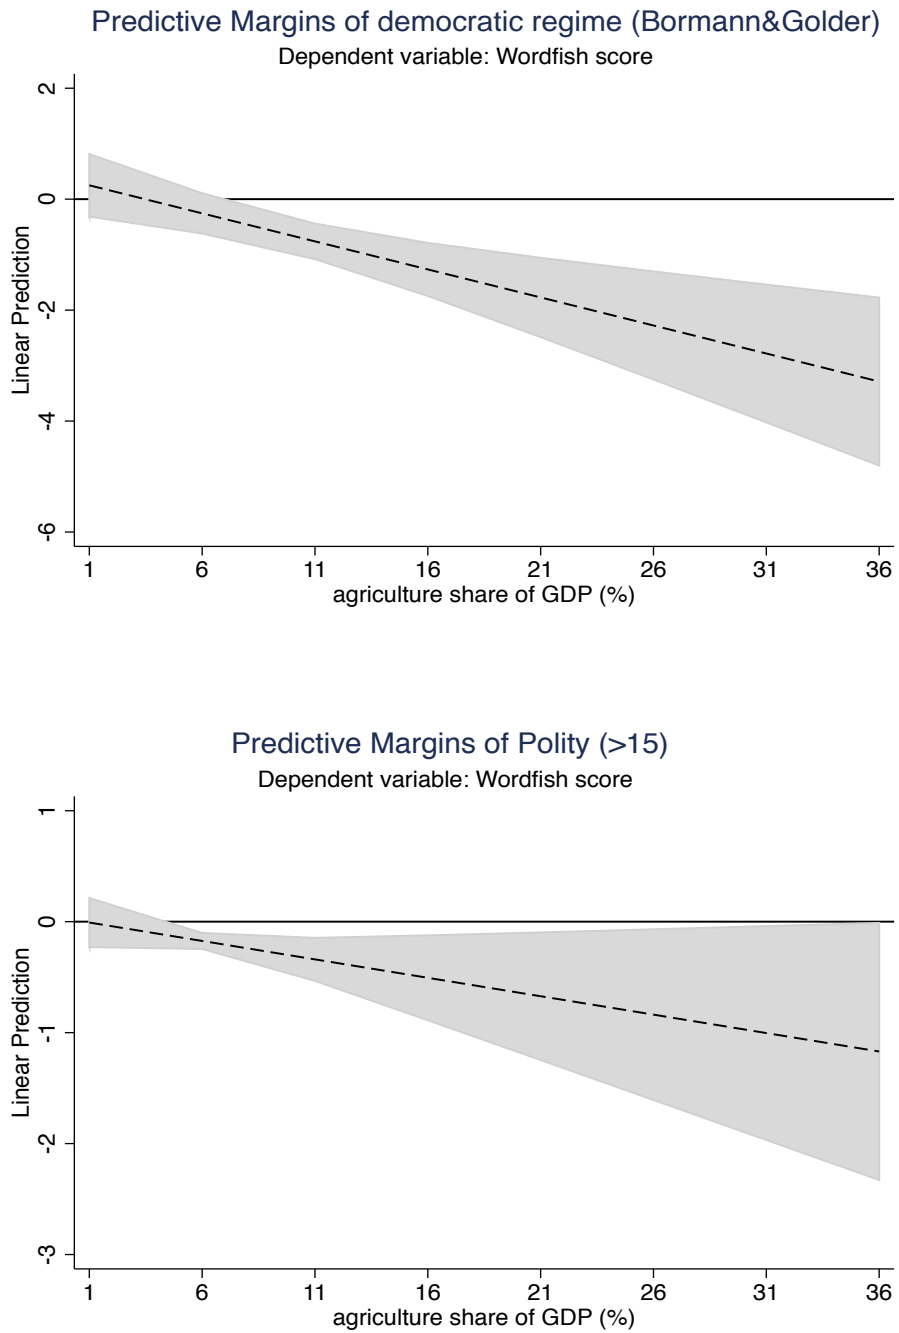 Predictive Margins of democratic regime (Bormann&Golder)
Dependent variable: Wordfish score
2
0
-2
-4
-6
Linear Prediction
1 6 11 16 21 26 31 36
agriculture share of GDP (%)
Predictive Margins of Polity (>15)
Dependent variable: Wordfish score
1
0
-1
-2
-3
Linear Prediction
1 6 11 16 21 26 31 36
agriculture share of GDP (%)